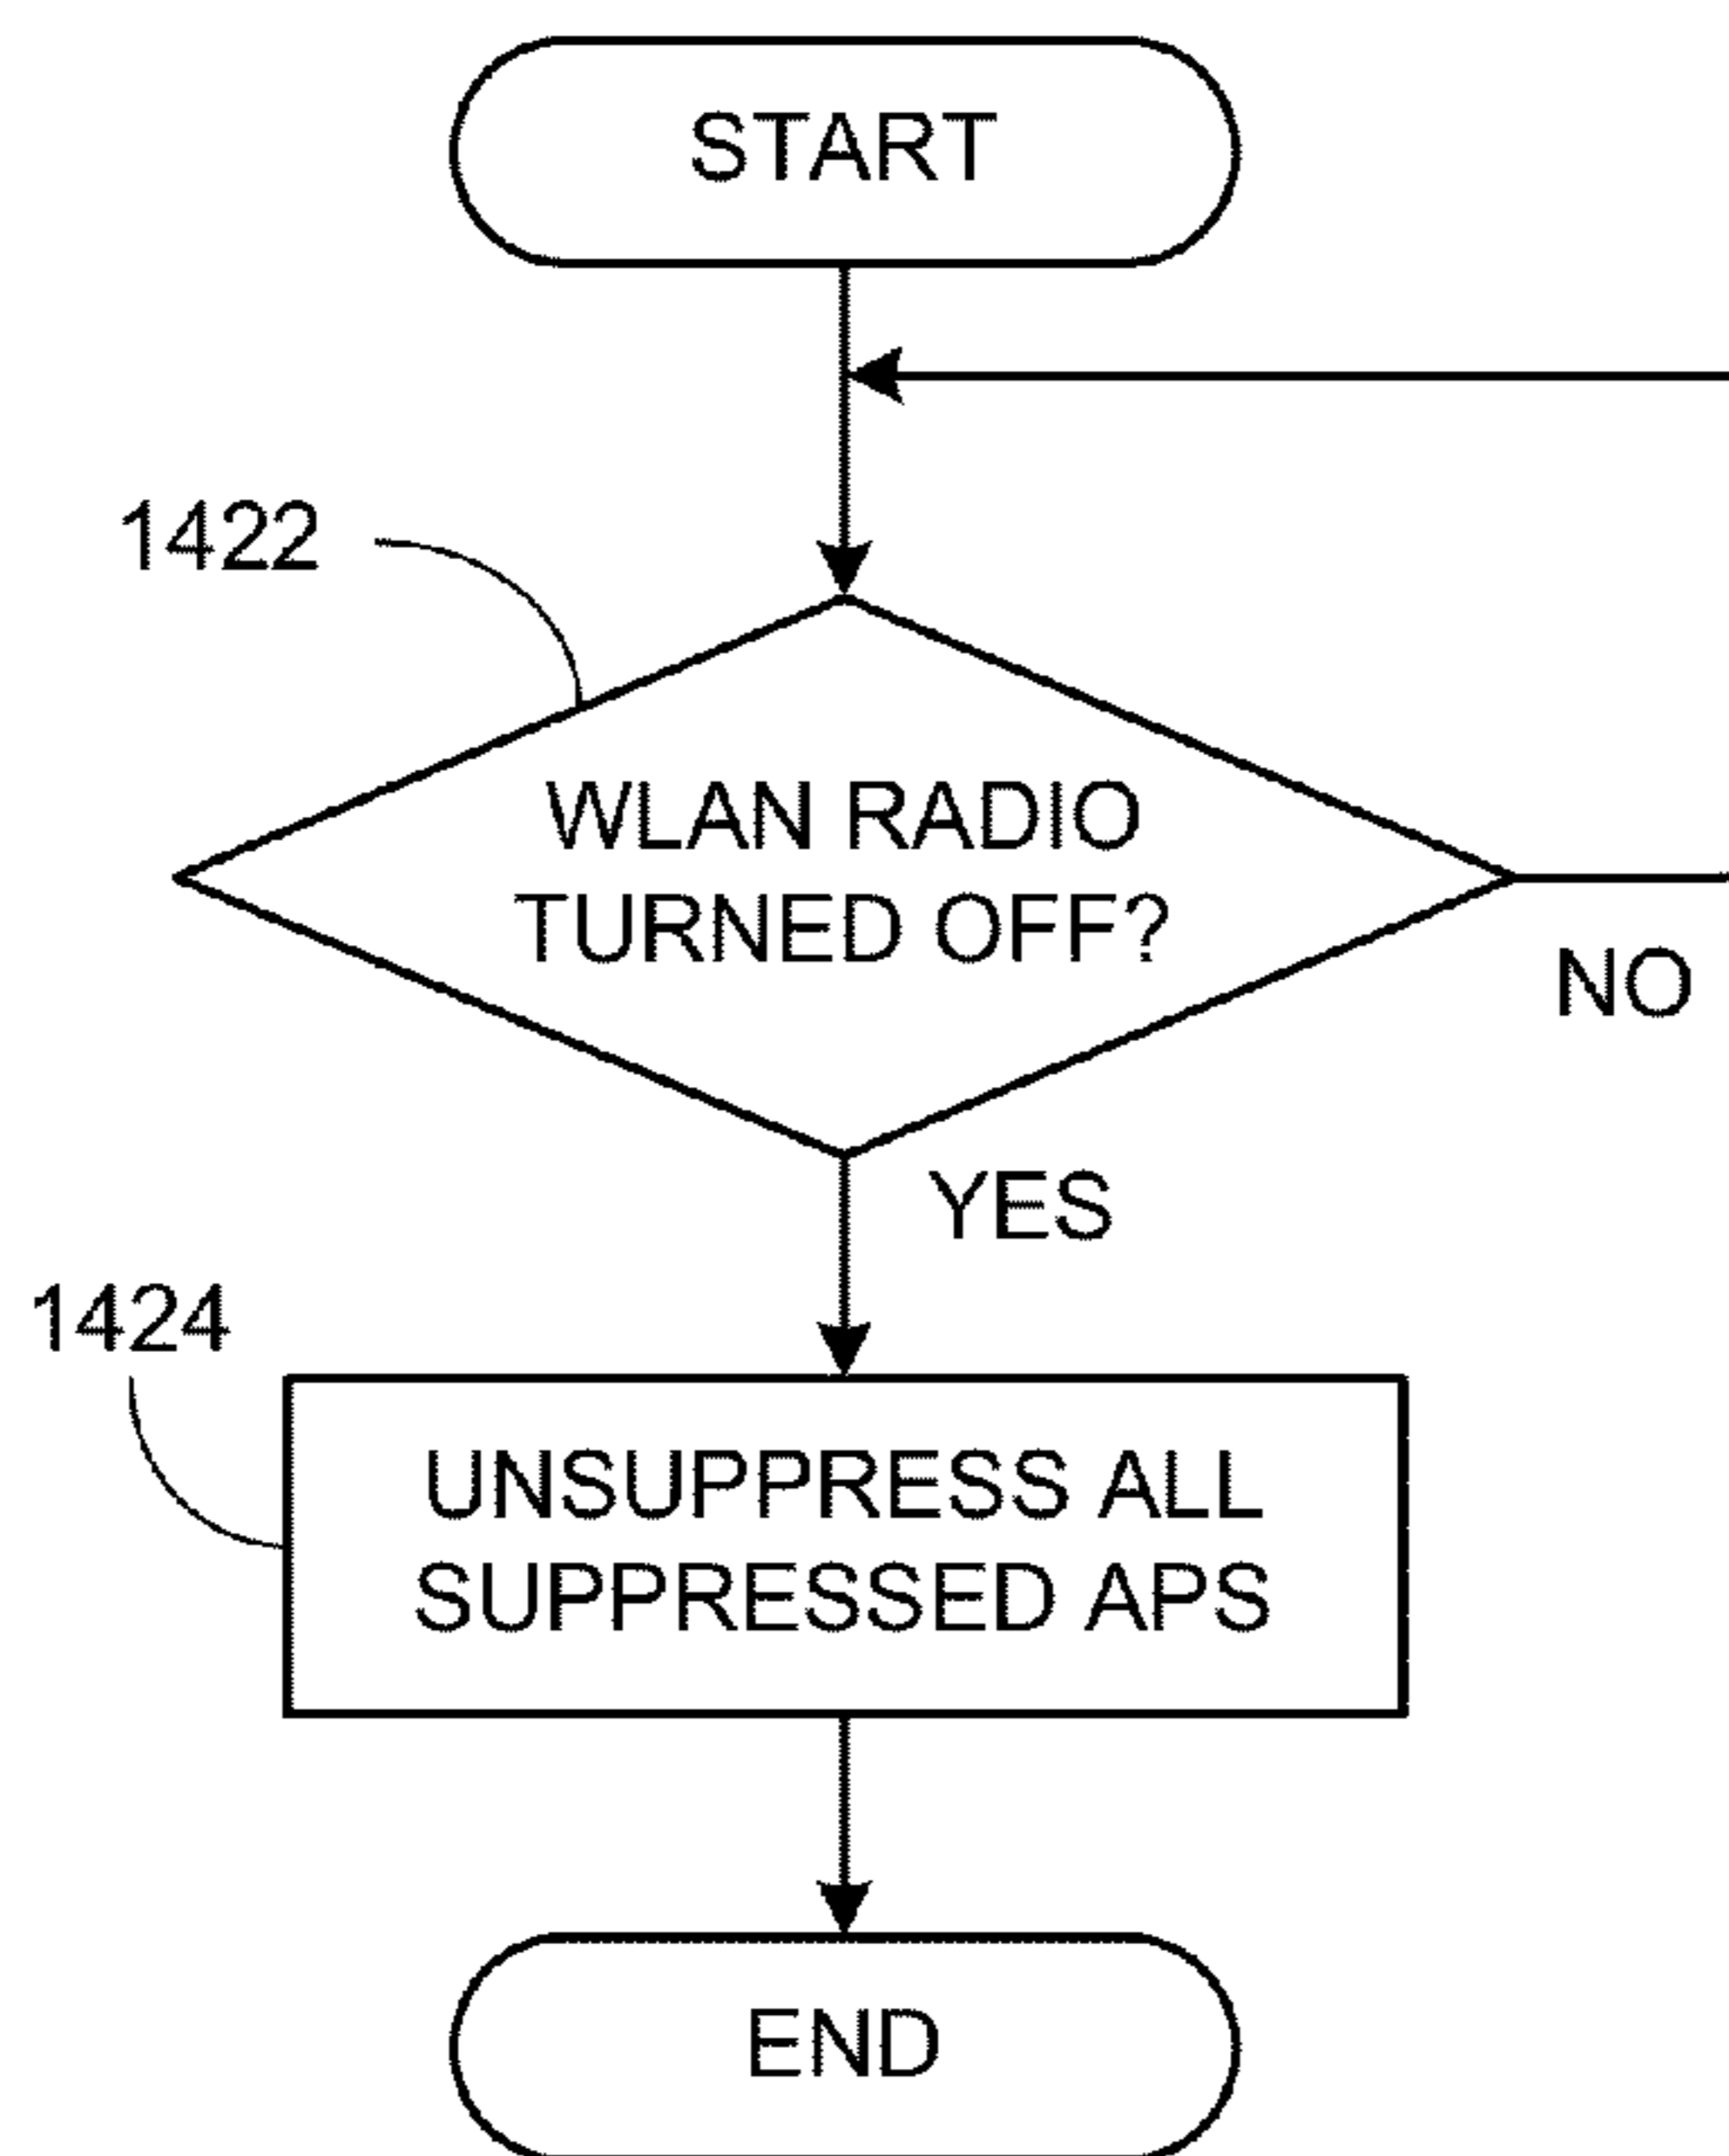 START
1422
WLAN RADIO
TURNED OFF?
NO
YES
1424
UNSUPPRESS ALL
SUPPRESSED APS
END